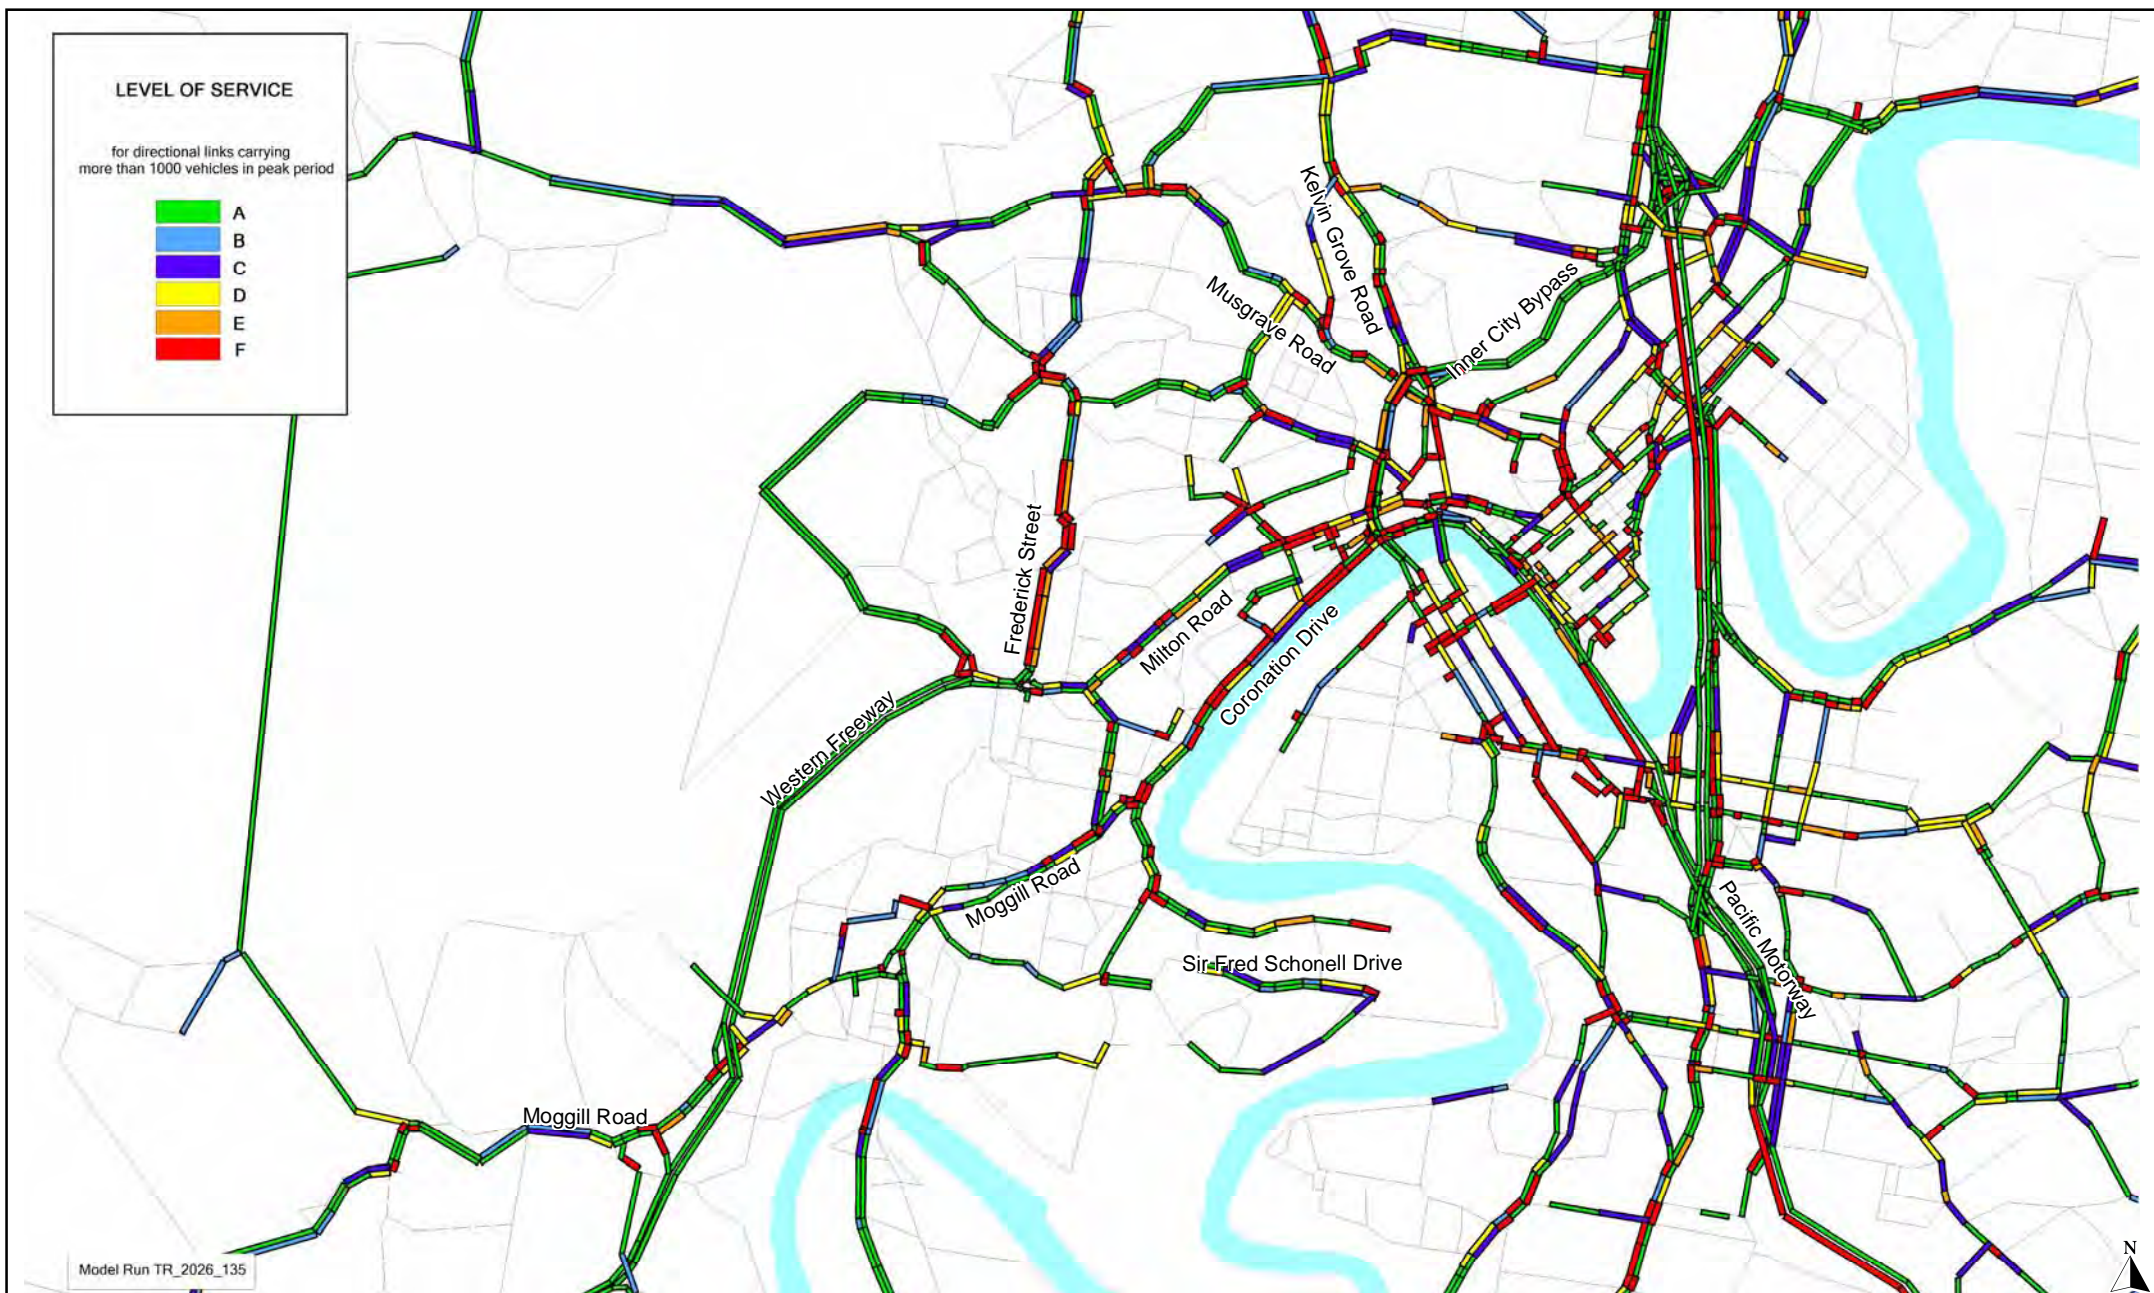 LEVEL OF SERVICE
for directional links carrying
more than 1000 vehicles in peak period
A
B
C
D
E
F
Kelvin Grove Road
Musgrave Road
Inner City Bypass
Frederick Street
Milton Road
Coronation Drive
Western Freeway
Moggill Road
Sir Fred Schonell Drive
Pacific Motorway
Moggill Road
Model Run TR_2026_135
N